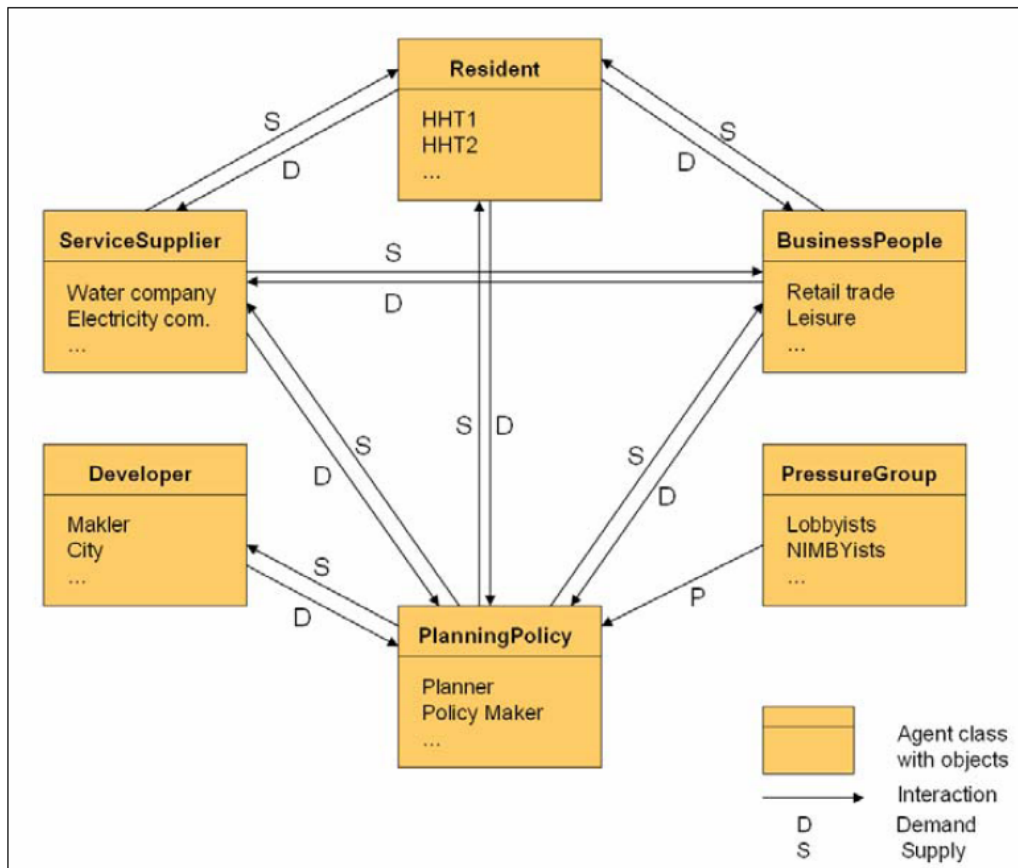 Resident
HHT1
HHT2
...
S
D
S
D
ServiceSupplier
Water company
Electricity com.
...
S
D
BusinessPeople
Retail trade
Leisure
...
S
D
S
D
S
D
Developer
Makler
City
...
S
D
PressureGroup
Lobbyists
NIMBYists
...
P
PlanningPolicy
Planner
Policy Maker
...
Agent class
with objects
Interaction
D Demand
S Supply